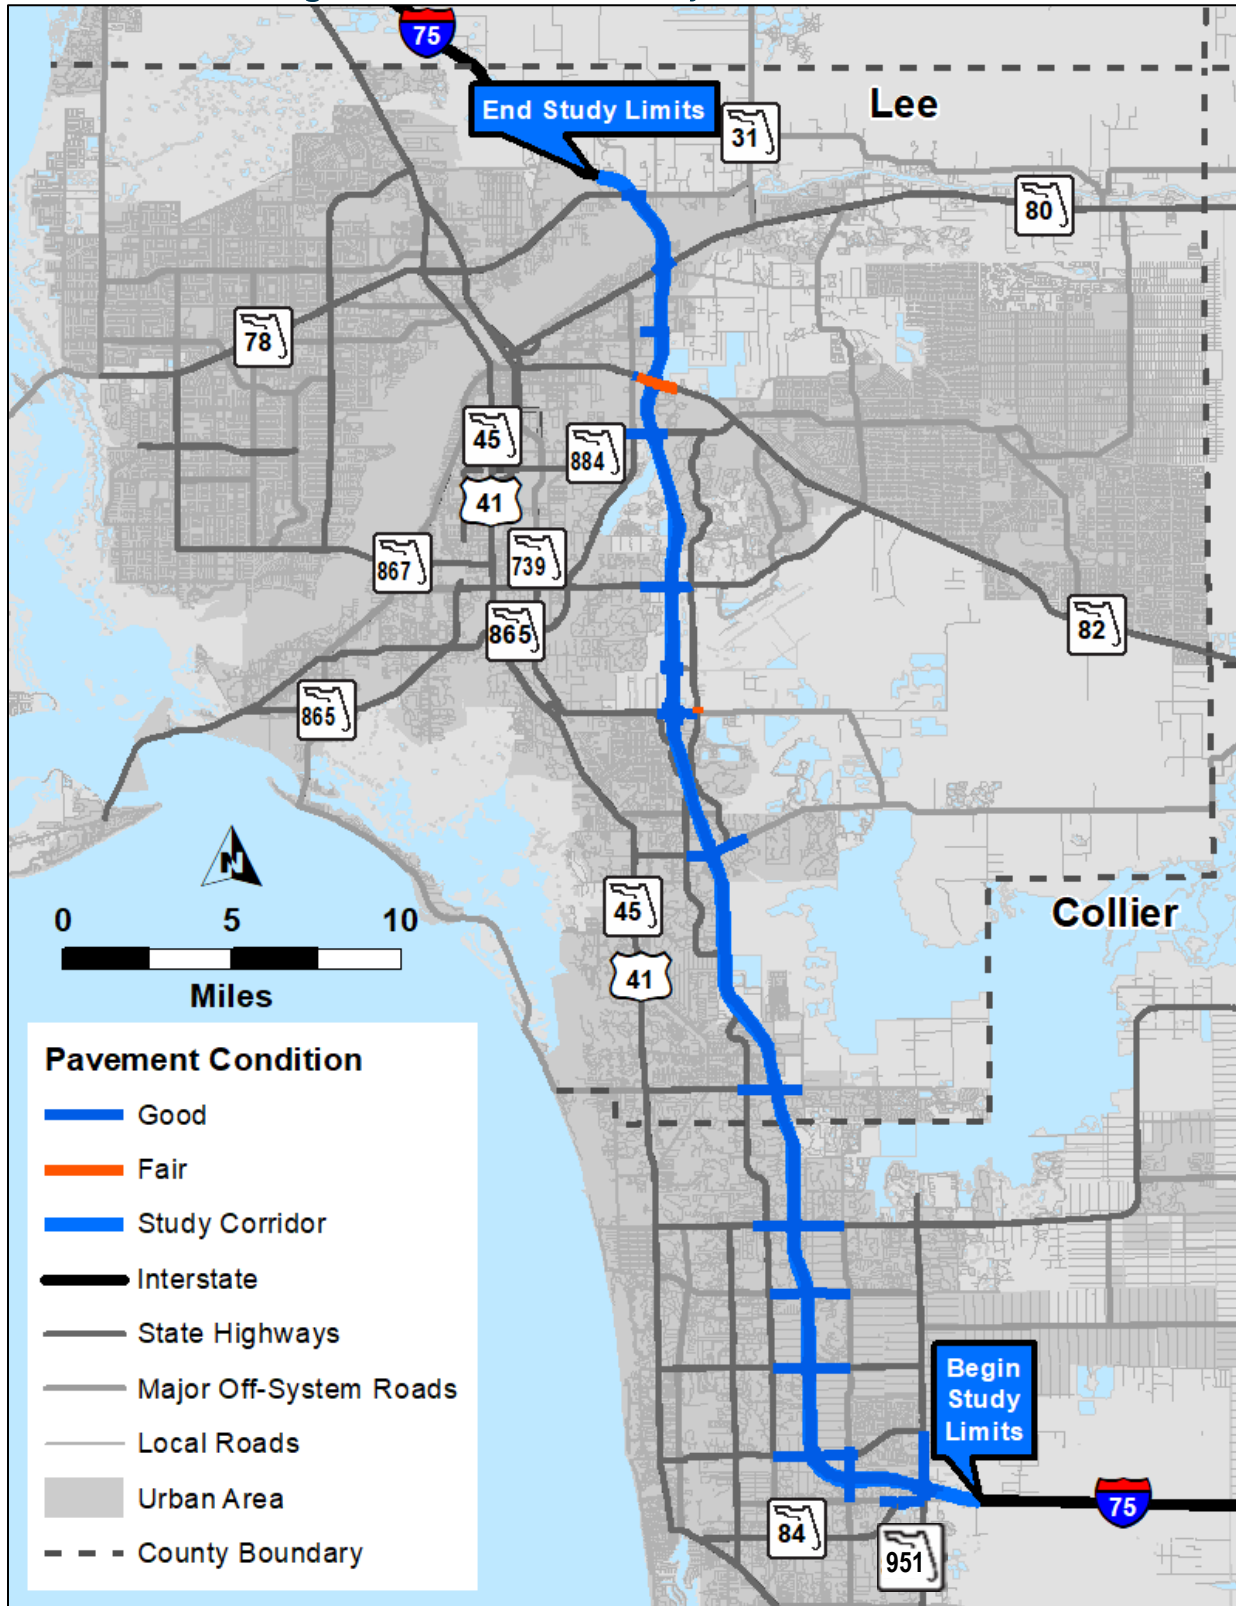 75
End Study Limits
Lee
31
80
78
45
884
41
867
739
865
82
865
0 5 10
Miles
45
41
Collier
Pavement Condition
Good
Fair
Study Corridor
Interstate
State Highways
Major Off-System Roads
Local Roads
Urban Area
County Boundary
Begin
Study
Limits
75
84
951
N